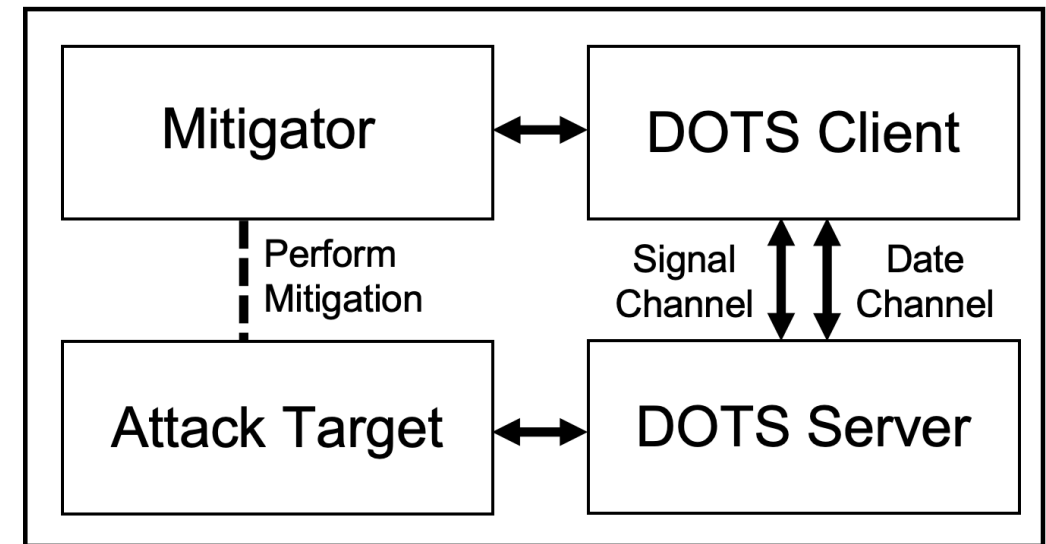 Mitigator
DOTS Client
Perform
Mitigation
Signal
Channel
Date
Channel
Attack Target
DOTS Server